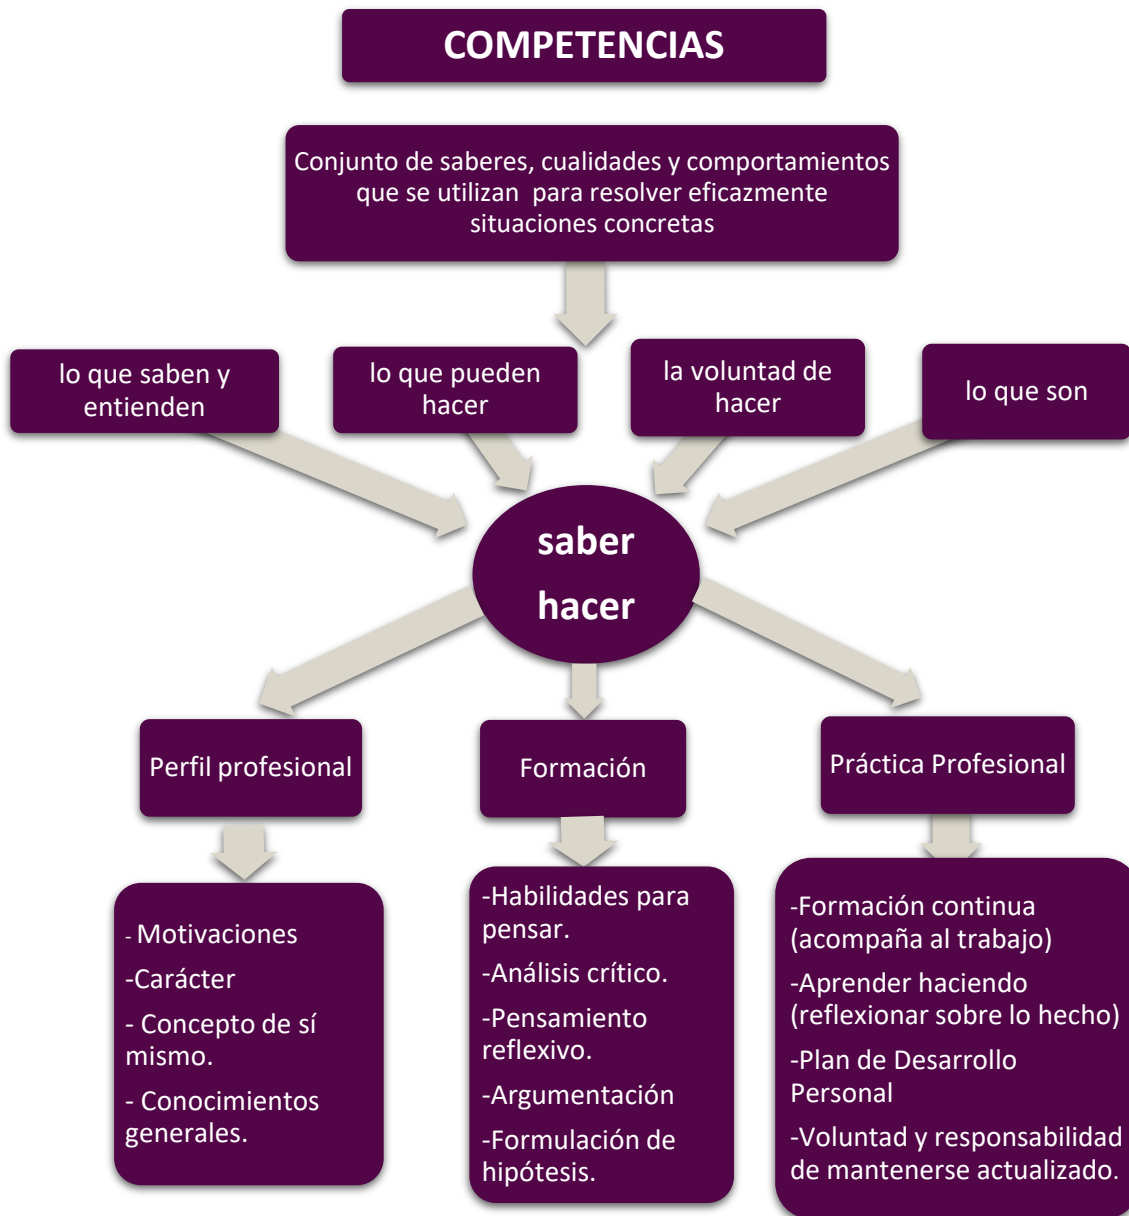 COMPETENCIAS
Conjunto de saberes, cualidades y comportamientos
que se utilizan para resolver eficazmente
situaciones concretas
lo que saben y
entienden
lo que pueden
hacer
la voluntad de
hacer
lo que son
saber
hacer
Perfil profesional
Formación
Práctica Profesional
- Motivaciones
-Carácter
- Concepto de sí
mismo.
- Conocimientos
generales.
-Habilidades para
pensar.
-Análisis crítico.
-Pensamiento
reflexivo.
-Argumentación
-Formulación de
hipótesis.
-Formación continua
(acompaña al trabajo)
-Aprender haciendo
(reflexionar sobre lo hecho)
-Plan de Desarrollo
Personal
-Voluntad y responsabilidad
de mantenerse actualizado.